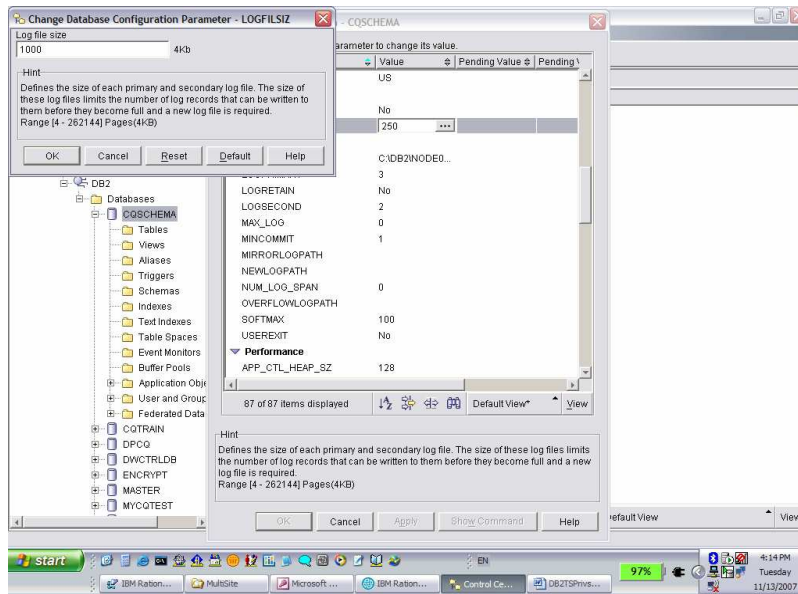 Change Database Configuration Parameter - LOGFILSIZ
- CQSCHEMA
Log file size
1000 4Kb
Hint
Defines the size of each primary and secondary log file. The size of
these log files limits the number of log records that can be written to
them before they become full and a new log file is required.
Range [4 - 262144] Pages(4KB)
OK Cancel Reset Default Help
arameter to change its value.
Value Pending Value Pending
US
No
250
C:\DB2\NODE0...
3
LOGRETAIN No
LOGSECOND 2
MAX_LOG 0
MINCOMMIT 1
MIRRORLOGPATH
NEWLOGPATH
NUM_LOG_SPAN 0
OVERFLOWLOGPATH
SOFTMAX 100
USEREXIT No
Performance
APP_CTL_HEAP_SZ 128
87 of 87 items displayed Default View* View
Hint
Defines the size of each primary and secondary log file. The size of these log files limits
the number of log records that can be written to them before they become full and a new
log file is required.
Range [4 - 262144] Pages(4KB)
OK Cancel Apply Show Command Help
DB2
Databases
CQSCHEMA
Tables
Views
Aliases
Triggers
Schemas
Indexes
Text Indexes
Table Spaces
Event Monitors
Buffer Pools
Application Obje
User and Group
Federated Data
CQTRAIN
DPCQ
DWCTRLDB
ENCRYPT
MASTER
MYCQTEST
efault View View
start EN 97% 4:14 PM
Tuesday
11/13/2007
IBM Ration... MultiSite Microsoft ... IBM Ration... Control Ce... DB2TSPrivs...